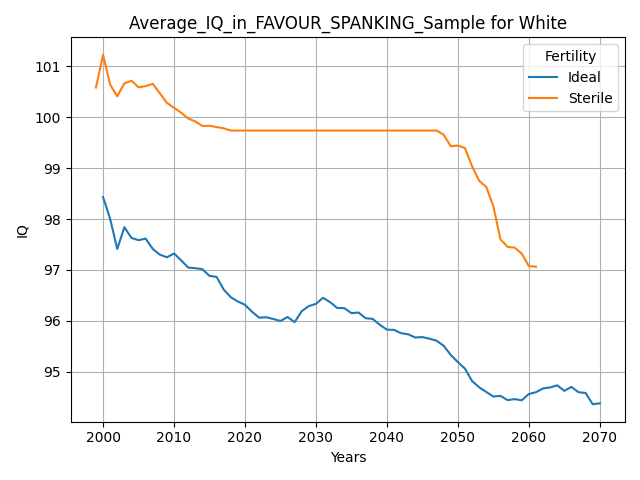 Average_IQ_in_FAVOUR_SPANKING_Sample for White
Fertility
Ideal
Sterile
IQ
101
100
99
98
97
96
95
2000 2010 2020 2030 2040 2050 2060 2070
Years